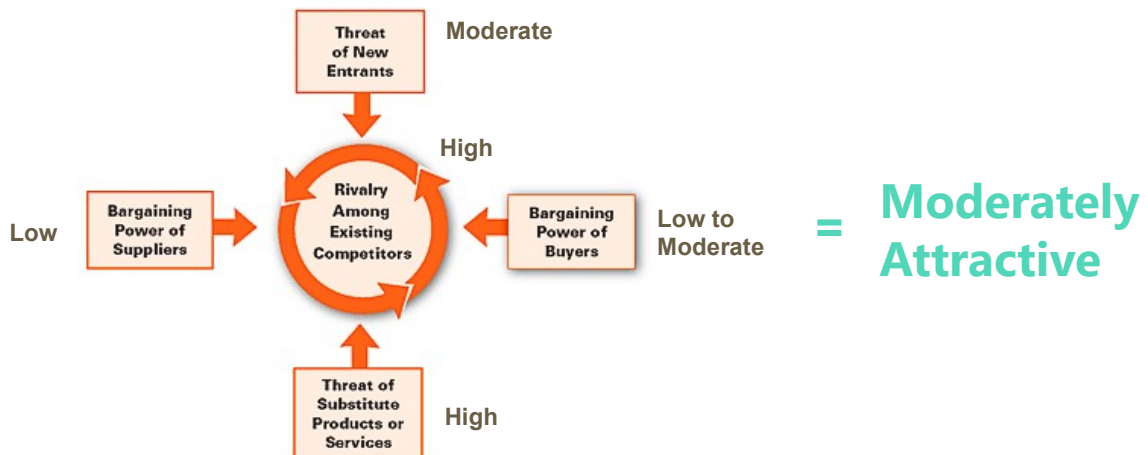 Threat
of New
Entrants
Moderate
High
Rivalry
Among
Existing
Competitors
Low
Bargaining
Power of
Suppliers
Bargaining
Power of
Buyers
Low to
Moderate
=
Moderately
Attractive
Threat of
Substitute
Products or
Services
High